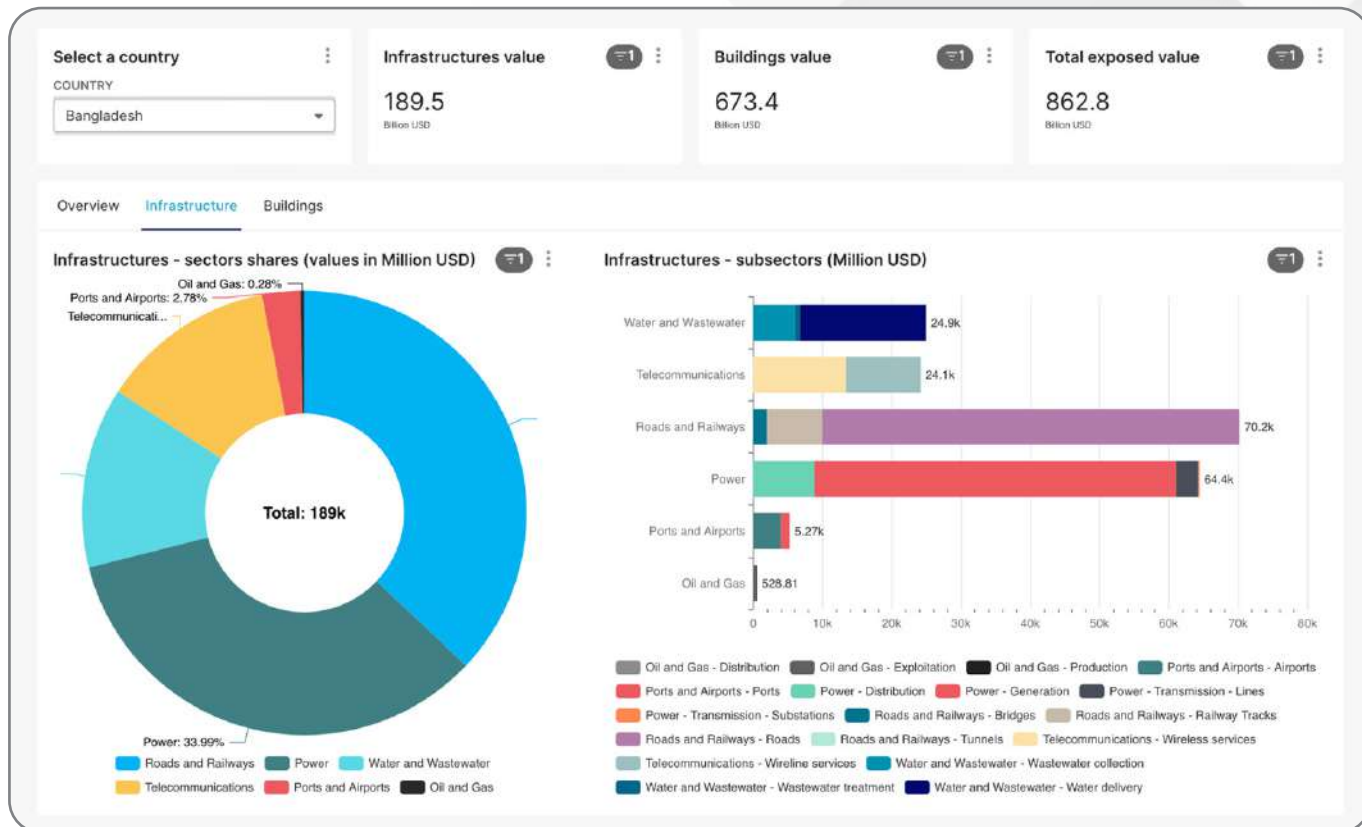 Select a country
COUNTRY
Bangladesh
Infrastructures value
1
189.5
Billion USD
Buildings value
1
673.4
Billion USD
Total exposed value
1
862.8
Billion USD
Overview Infrastructure Buildings
Infrastructures - sectors shares (values in Million USD)
1
Oil and Gas: 0.28%
Ports and Airports: 2.78%
Telecommunicati...
Total: 189k
Power: 33.99%
Roads and Railways Power Water and Wastewater
Telecommunications Ports and Airports Oil and Gas
Infrastructures - subsectors (Million USD)
1
Water and Wastewater 24.9k
Telecommunications 24.1k
Roads and Railways 70.2k
Power 64.4k
Ports and Airports 5.27k
Oil and Gas 528.81
0 10k 20k 30k 40k 50k 60k 70k 80k
Oil and Gas - Distribution Oil and Gas - Exploitation Oil and Gas - Production Ports and Airports - Airports
Ports and Airports - Ports Power - Distribution Power - Generation Power - Transmission - Lines
Power - Transmission - Substations Roads and Railways - Bridges Roads and Railways - Railway Tracks
Roads and Railways - Roads Roads and Railways - Tunnels Telecommunications - Wireless services
Telecommunications - Wireline services Water and Wastewater - Wastewater collection
Water and Wastewater - Wastewater treatment Water and Wastewater - Water delivery